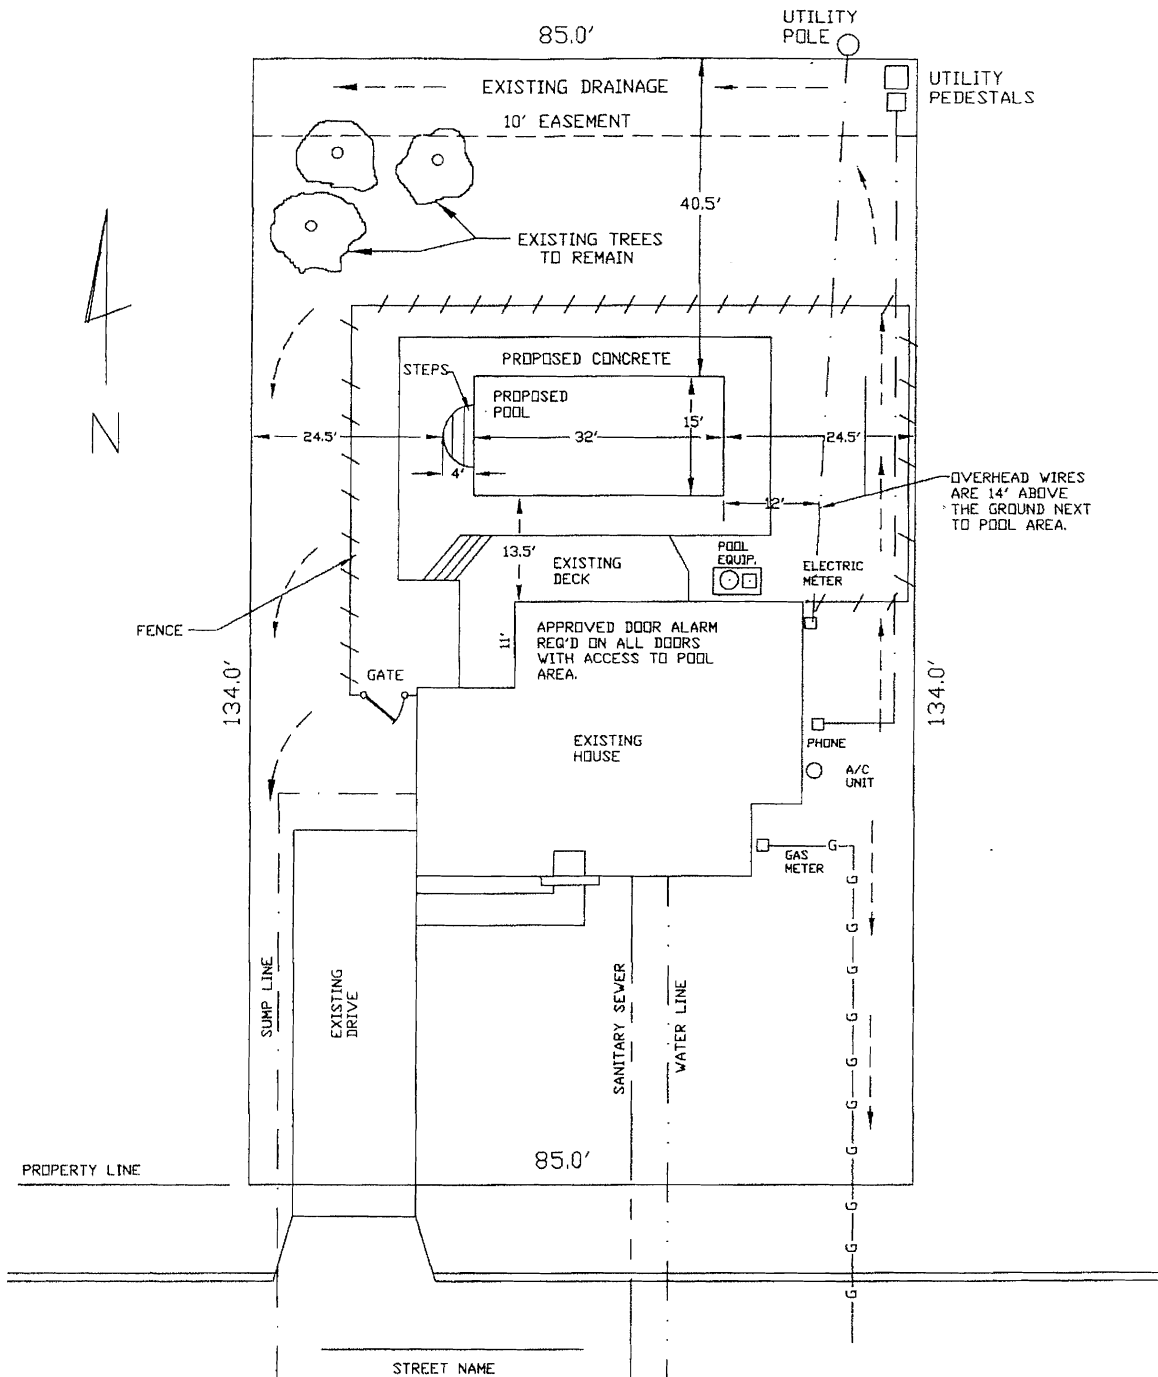 85.0'
UTILITY
POLE
UTILITY
PEDESTALS
EXISTING DRAINAGE
10' EASEMENT
40.5'
EXISTING TREES
TO REMAIN
N
PROPOSED CONCRETE
STEPS
PROPOSED
POOL
15'
24.5'
32'
24.5'
4'
12'
OVERHEAD WIRES
ARE 14' ABOVE
THE GROUND NEXT
TO POOL AREA.
13.5'
EXISTING
DECK
POOL
EQUIP.
ELECTRIC
METER
FENCE
11'
APPROVED DOOR ALARM
REQ'D ON ALL DOORS
WITH ACCESS TO POOL
AREA.
GATE
134.0'
134.0'
EXISTING
HOUSE
PHONE
A/C
UNIT
GAS
METER
G
G
G
G
G
G
G
G
G
G
G
G
SUMP LINE
EXISTING
DRIVE
SANITARY SEWER
WATER LINE
PROPERTY LINE
85.0'
STREET NAME